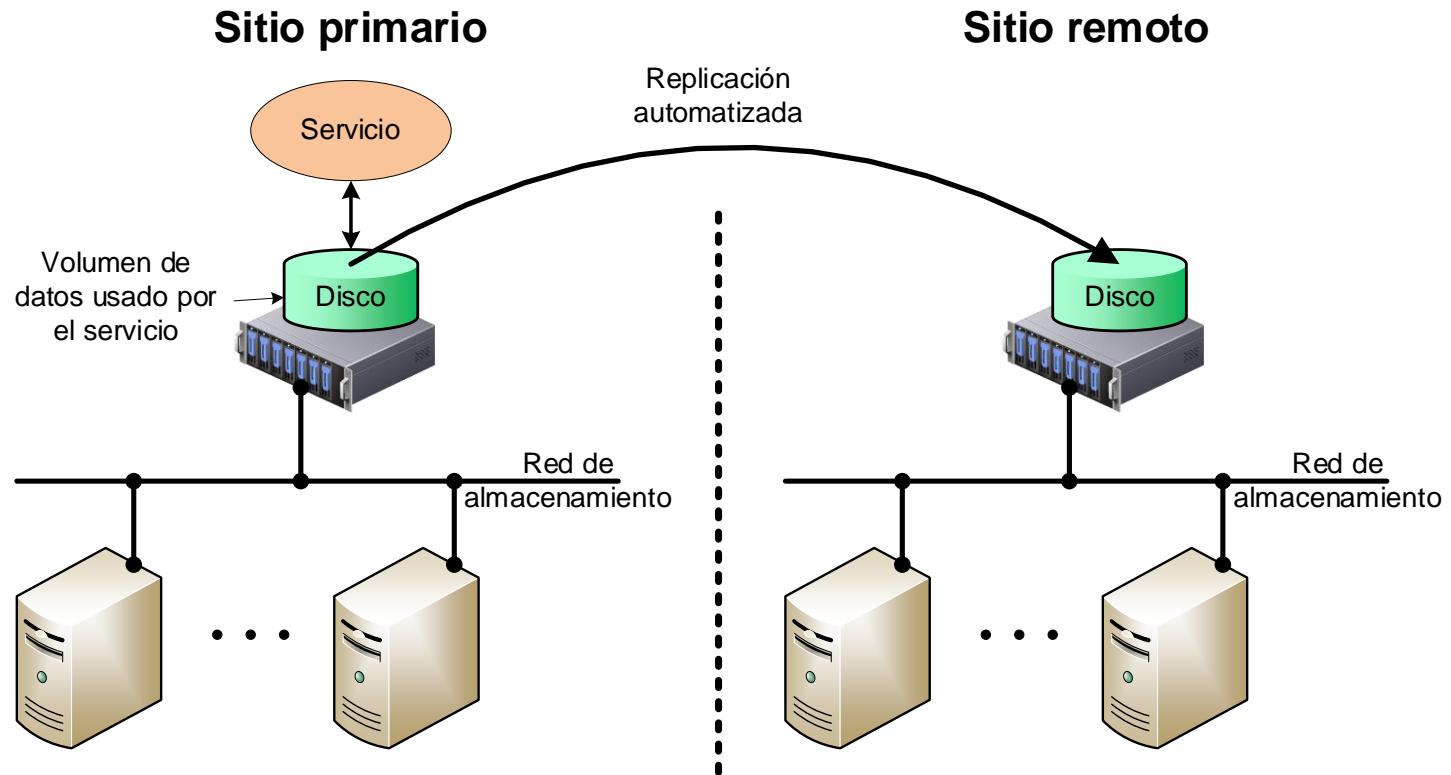 Sitio primario
Sitio remoto
Replicación
automatizada
Servicio
Volumen de
datos usado por
el servicio
Disco
Disco
Red de
almacenamiento
Red de
almacenamiento